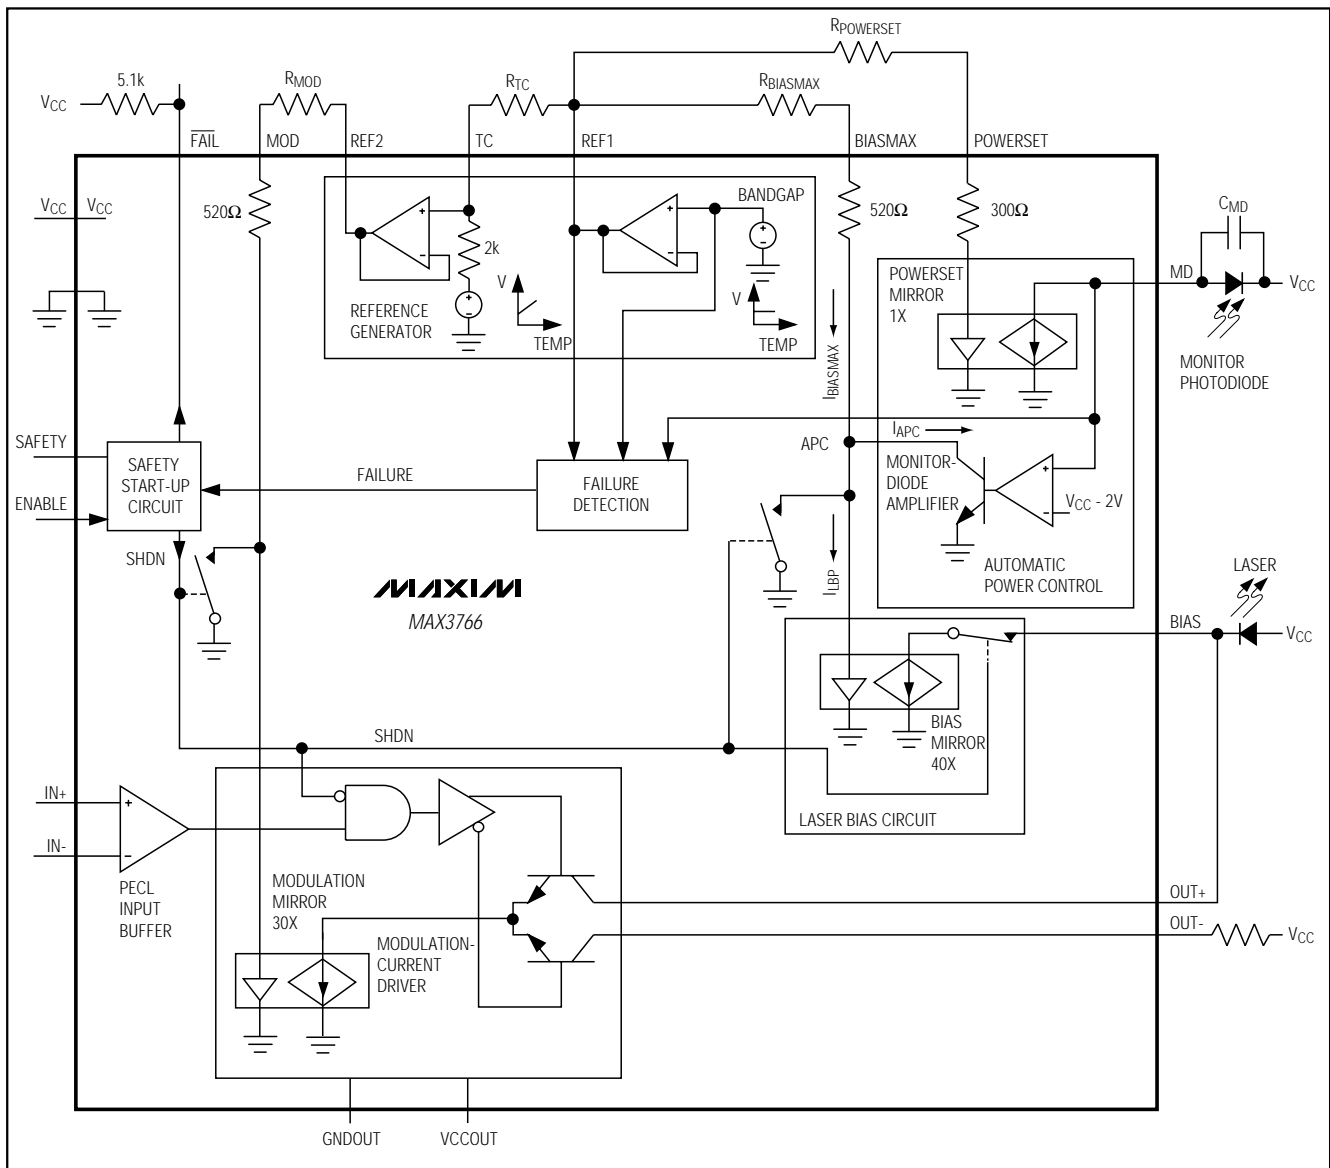 RPOWERSET
5.1k
RMOD
RTC
RBIASMAX
VCC
FAIL
MOD
REF2
TC
REF1
BIASMAX
POWERSET
VCC
VCC
520Ω
+
-
2k
+
-
REFERENCE
GENERATOR
V
TEMP
+
-
BANDGAP
+
-
V
TEMP
520Ω
300Ω
CMD
MD
VCC
POWERSET
MIRROR
1X
MONITOR
PHOTODIODE
IBIASMAX
SAFETY
ENABLE
SAFETY
START-UP
CIRCUIT
FAILURE
FAILURE
DETECTION
APC
IAPC
MONITOR-
DIODE
AMPLIFIER
+
-
VCC - 2V
AUTOMATIC
POWER CONTROL
SHDN
MAXIM
MAX3766
ILBP
LASER
BIAS
VCC
SHDN
BIAS
MIRROR
40X
LASER BIAS CIRCUIT
IN+
IN-
+
-
PECL
INPUT
BUFFER
MODULATION
MIRROR
30X
MODULATION-
CURRENT
DRIVER
OUT+
OUT-
VCC
GNDOUT
VCCOUT